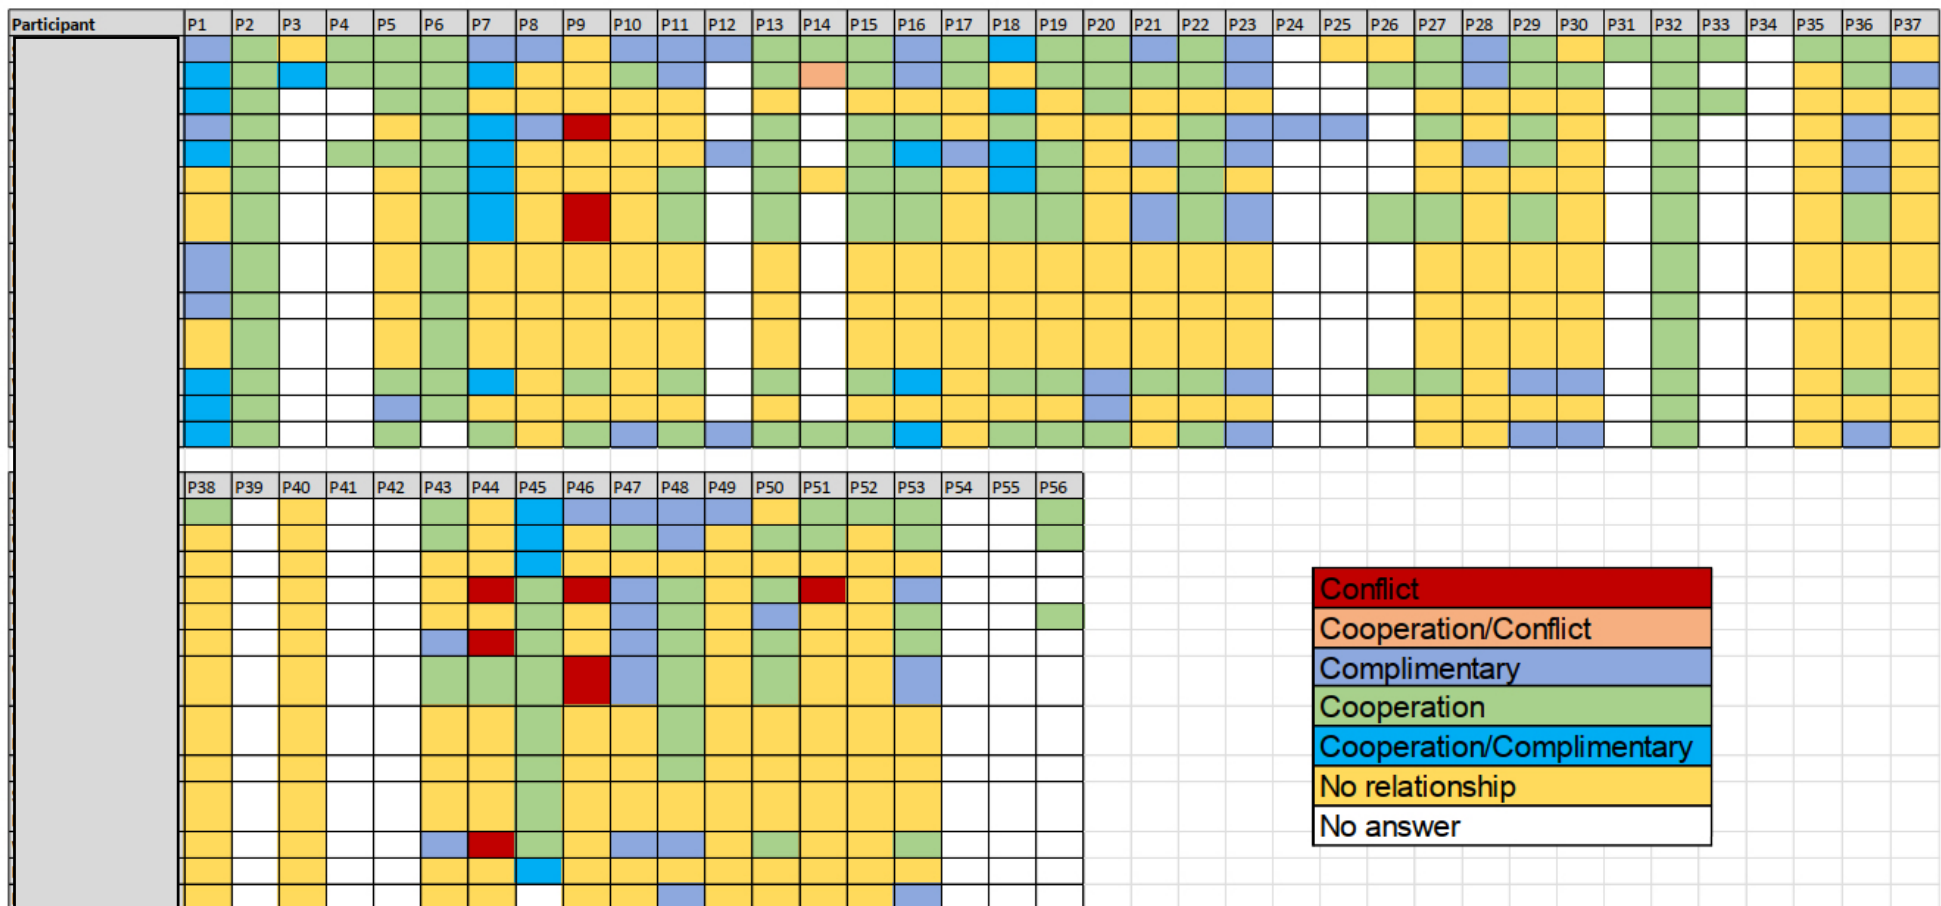 Participant P1 P2 P3 P4 P5 P6 P7 P8 P9 P10 P11 P12 P13 P14 P15 P16 P17 P18 P19 P20 P21 P22 P23 P24 P25 P26 P27 P28 P29 P30 P31 P32 P33 P34 P35 P36 P37
P38 P39 P40 P41 P42 P43 P44 P45 P46 P47 P48 P49 P50 P51 P52 P53 P54 P55 P56
Conflict
Cooperation/Conflict
Complimentary
Cooperation
Cooperation/Complimentary
No relationship
No answer